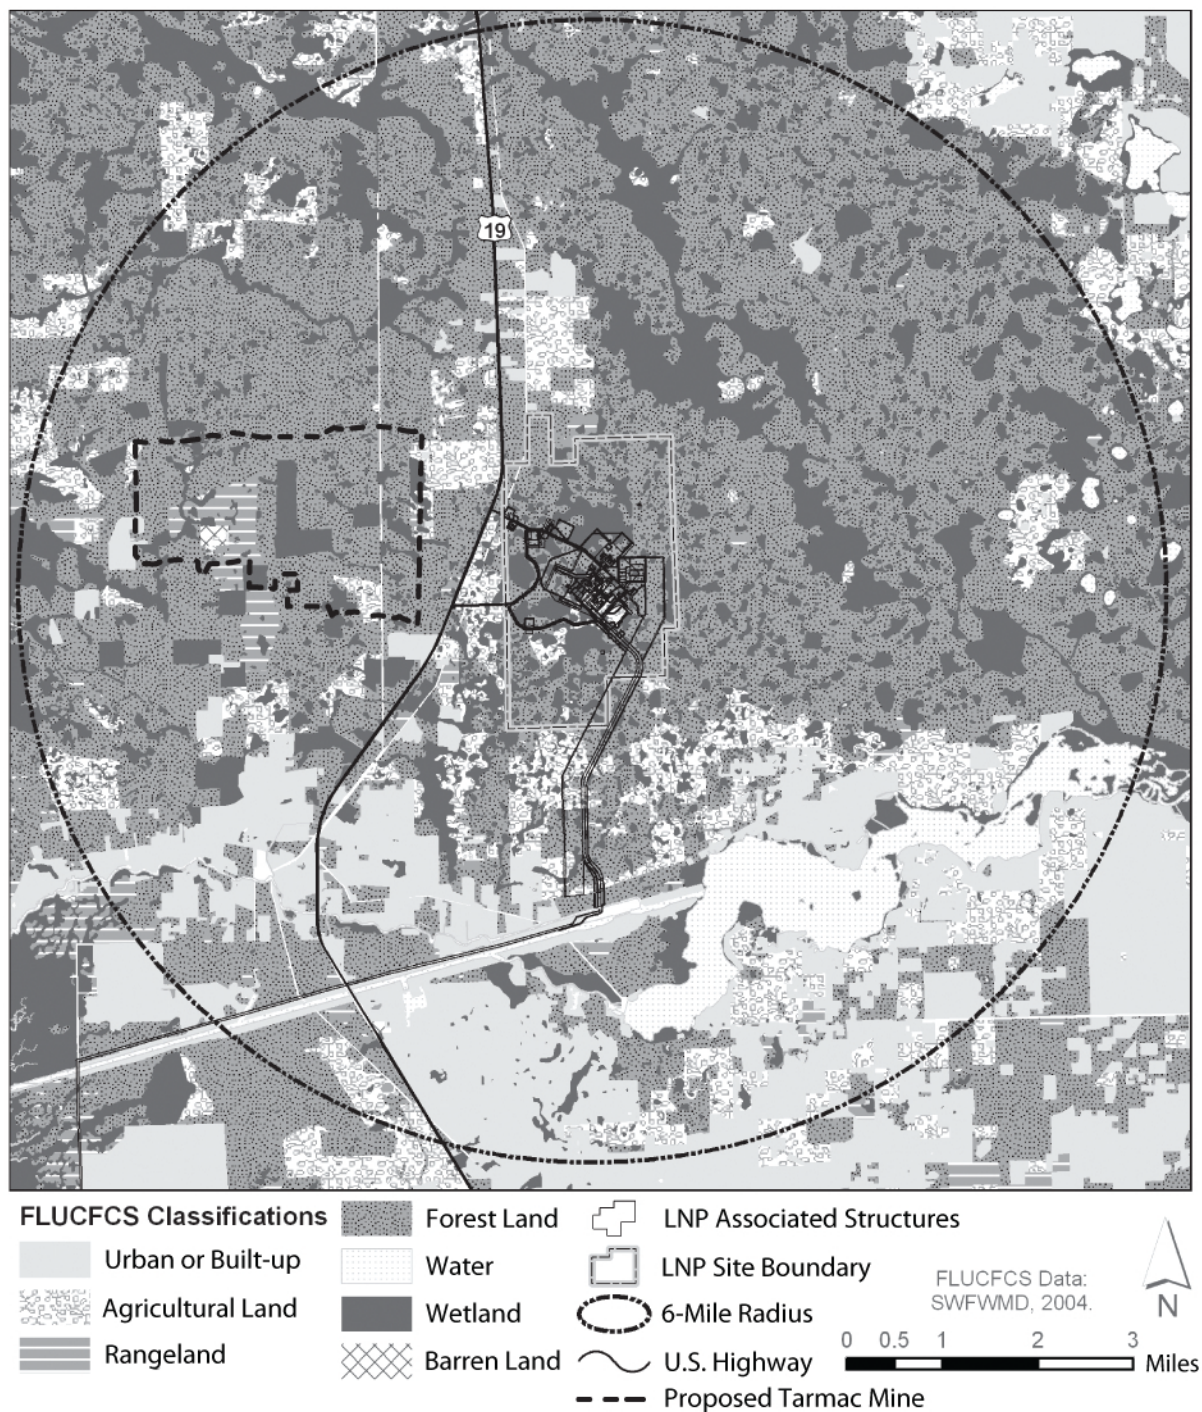 19
FLUCFCS Classifications
Urban or Built-up
Agricultural Land
Rangeland
Forest Land
Water
Wetland
Barren Land
LNP Associated Structures
LNP Site Boundary
6-Mile Radius
U.S. Highway
Proposed Tarmac Mine
FLUCFCS Data:
SWFWMD, 2004.
N
0 0.5 1 2 3
Miles